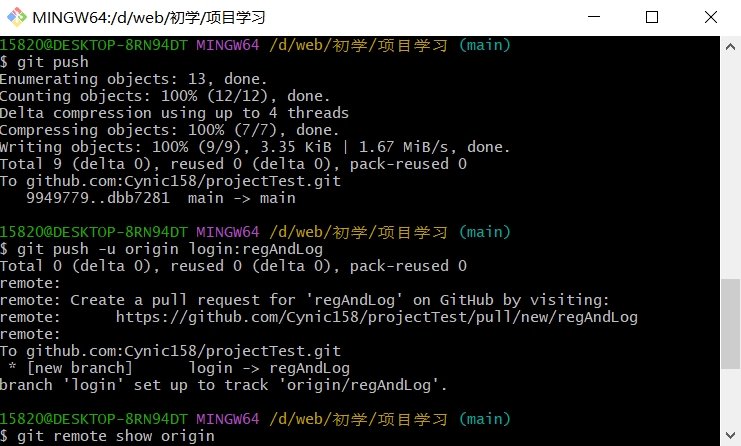 MINGW64:/d/web/初学/项目学习
15820@DESKTOP-8RN94DT MINGW64 /d/web/初学/项目学习 (main)
$ git push
Enumerating objects: 13, done.
Counting objects: 100% (12/12), done.
Delta compression using up to 4 threads
Compressing objects: 100% (7/7), done.
Writing objects: 100% (9/9), 3.35 KiB | 1.67 MiB/s, done.
Total 9 (delta 0), reused 0 (delta 0), pack-reused 0
To github.com:Cynic158/projectTest.git
   9949779..dbb7281  main -> main
15820@DESKTOP-8RN94DT MINGW64 /d/web/初学/项目学习 (main)
$ git push -u origin login:regAndLog
Total 0 (delta 0), reused 0 (delta 0), pack-reused 0
remote:
remote: Create a pull request for 'regAndLog' on GitHub by visiting:
remote:      https://github.com/Cynic158/projectTest/pull/new/regAndLog
remote:
To github.com:Cynic158/projectTest.git
 * [new branch]      login -> regAndLog
branch 'login' set up to track 'origin/regAndLog'.
15820@DESKTOP-8RN94DT MINGW64 /d/web/初学/项目学习 (main)
$ git remote show origin